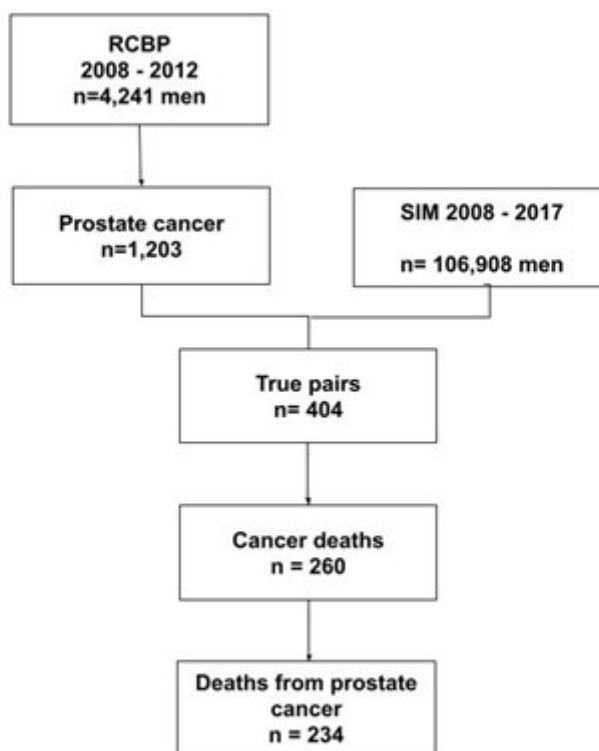 RCBP
2008 - 2012
n=4,241 men
Prostate cancer
n=1,203
SIM 2008 - 2017
n= 106,908 men
True pairs
n= 404
Cancer deaths
n = 260
Deaths from prostate
cancer
n = 234